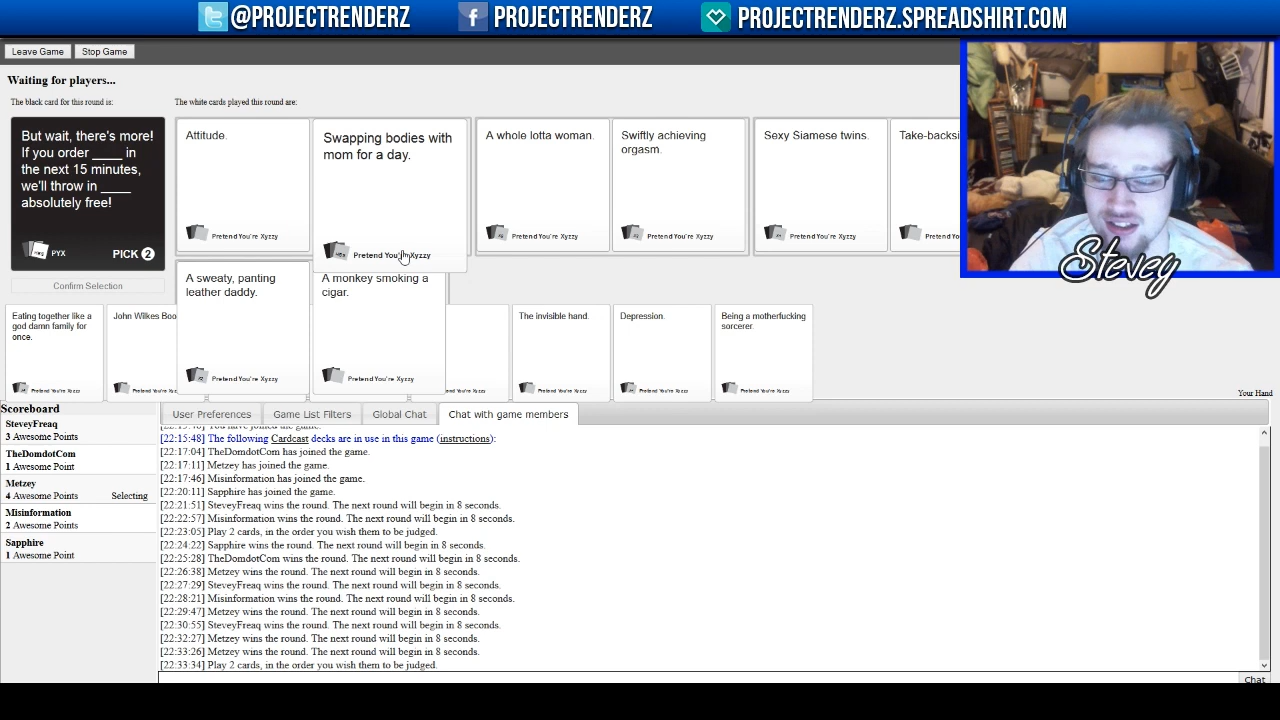 @PROJECTRENDERZ PROJECTRENDERZ PROJECTRENDERZ.SPREADSHIRT.COM
Leave Game Stop Game
Waiting for players...
The black card for this round is: The white cards played this round are:
But wait, there's more!
If you order ____ in
the next 15 minutes,
we'll throw in ____
absolutely free!
PYX PICK 2
Confirm Selection
Attitude.
Pretend You're Xyzzy
Swapping bodies with
mom for a day.
Pretend You're Xyzzy
A whole lotta woman.
Pretend You're Xyzzy
Swiftly achieving
orgasm.
Pretend You're Xyzzy
Sexy Siamese twins.
Pretend You're Xyzzy
Pretend You'r
Stevey
A sweaty, panting
leather daddy.
Pretend You're Xyzzy
A monkey smoking a
cigar.
Pretend You're Xyzzy
Eating together like a
god damn family for
once.
Pretend You're Xyzzy
John Wilkes Boo
The invisible hand.
Pretend You're Xyzzy
Depression.
Pretend You're Xyzzy
Being a motherfucking
sorcerer.
Pretend You're Xyzzy
Your Hand
Scoreboard
SteveyFreaq
3 Awesome Points
TheDomdotCom
1 Awesome Point
Metzey
4 Awesome Points Selecting
Misinformation
2 Awesome Points
Sapphire
1 Awesome Point
User Preferences Game List Filters Global Chat Chat with game members
[22:15:48] The following Cardcast decks are in use in this game (instructions):
[22:17:04] TheDomdotCom has joined the game.
[22:17:11] Metzey has joined the game.
[22:17:46] Misinformation has joined the game.
[22:20:11] Sapphire has joined the game.
[22:21:51] SteveyFreaq wins the round. The next round will begin in 8 seconds.
[22:22:57] Misinformation wins the round. The next round will begin in 8 seconds.
[22:23:05] Play 2 cards, in the order you wish them to be judged.
[22:24:22] Sapphire wins the round. The next round will begin in 8 seconds.
[22:25:28] TheDomdotCom wins the round. The next round will begin in 8 seconds.
[22:26:38] Metzey wins the round. The next round will begin in 8 seconds.
[22:27:29] SteveyFreaq wins the round. The next round will begin in 8 seconds.
[22:28:21] Misinformation wins the round. The next round will begin in 8 seconds.
[22:29:47] Metzey wins the round. The next round will begin in 8 seconds.
[22:30:55] SteveyFreaq wins the round. The next round will begin in 8 seconds.
[22:32:27] Metzey wins the round. The next round will begin in 8 seconds.
[22:33:26] Metzey wins the round. The next round will begin in 8 seconds.
[22:33:34] Play 2 cards, in the order you wish them to be judged.
Chat